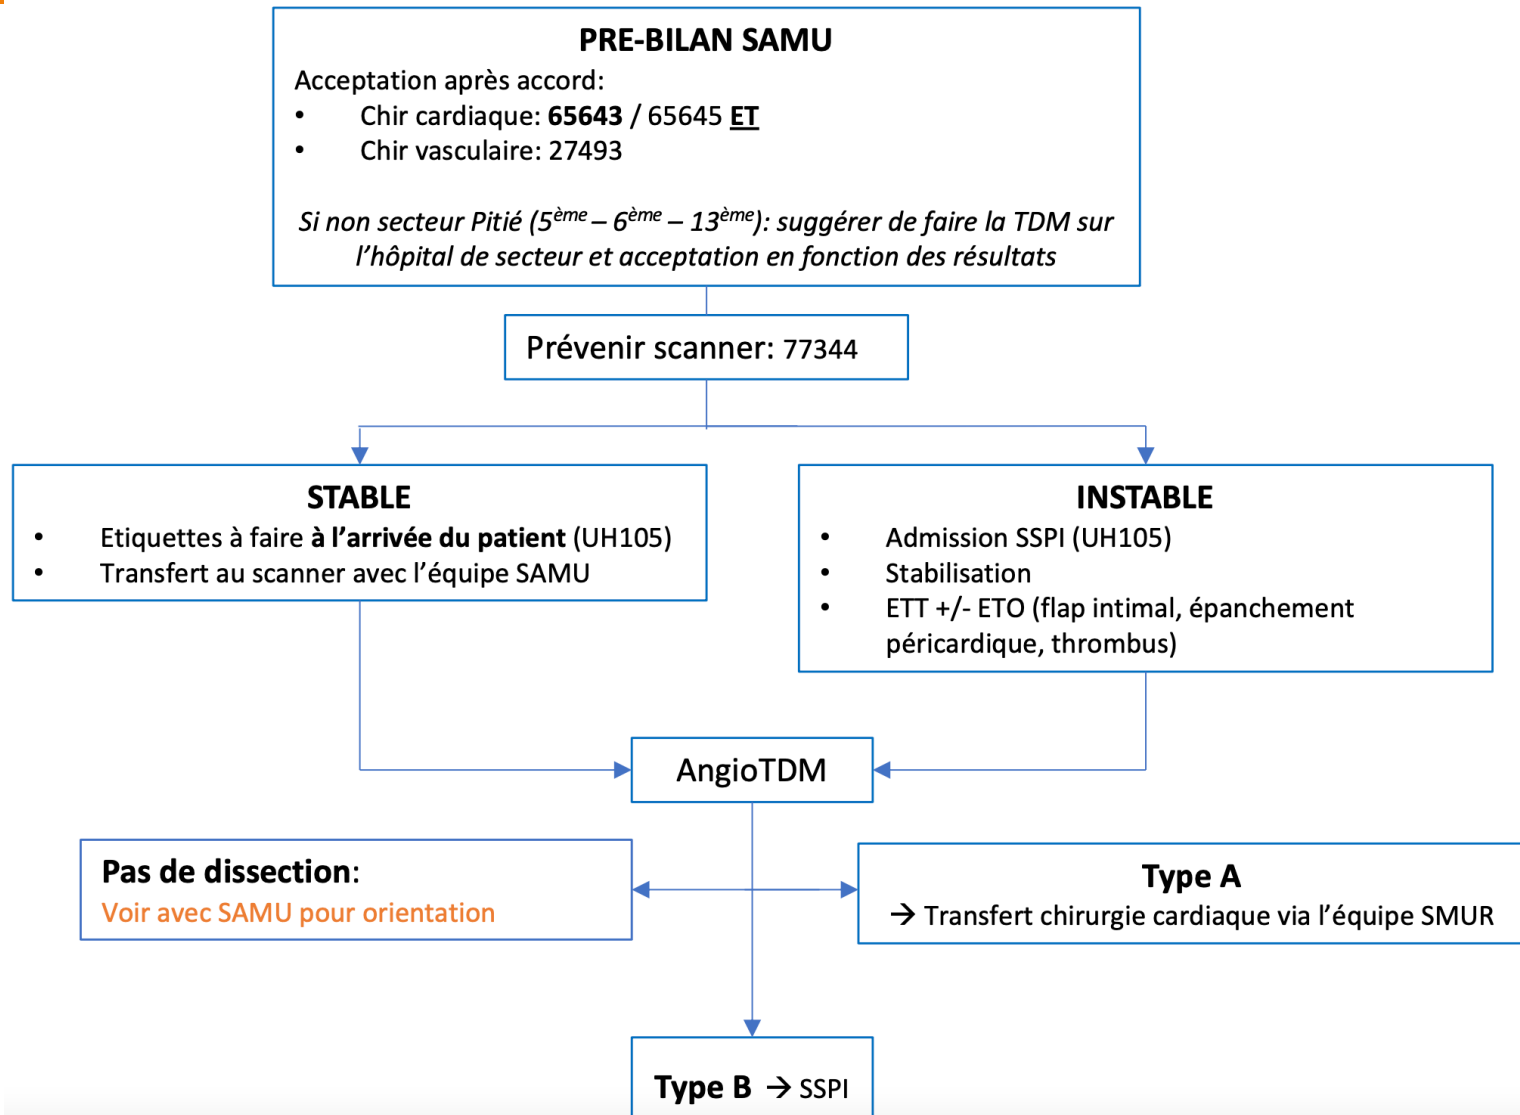 PRE-BILAN SAMU
Acceptation après accord:
• Chir cardiaque: 65643 / 65645 ET
• Chir vasculaire: 27493
Si non secteur Pitié (5ème – 6ème – 13ème): suggérer de faire la TDM sur
l’hôpital de secteur et acceptation en fonction des résultats
Prévenir scanner: 77344
STABLE
• Etiquettes à faire à l’arrivée du patient (UH105)
• Transfert au scanner avec l’équipe SAMU
INSTABLE
• Admission SSPI (UH105)
• Stabilisation
• ETT +/- ETO (flap intimal, épanchement
péricardique, thrombus)
AngioTDM
Pas de dissection:
Voir avec SAMU pour orientation
Type A
→ Transfert chirurgie cardiaque via l’équipe SMUR
Type B → SSPI